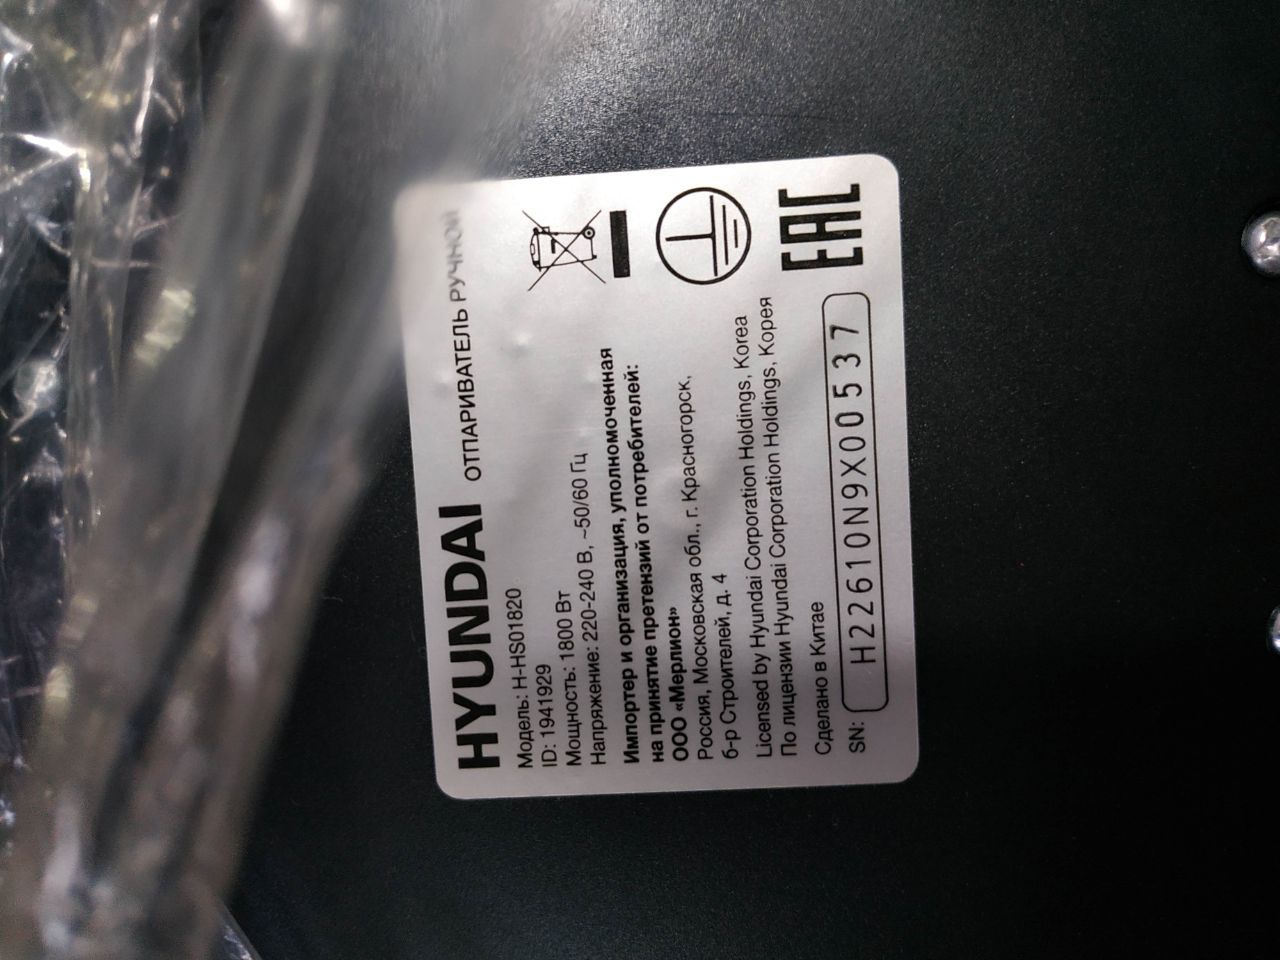 HYUNDAI ОТПАРИВАТЕЛЬ РУЧНОЙ
Модель: H-HS01820
ID: 1941929
Мощность: 1800 Вт
Напряжение: 220-240 В, ~50/60 Гц
Импортер и организация, уполномоченная
на принятие претензий от потребителей:
ООО «Мерлион»
Россия, Московская обл., г. Красногорск,
б-р Строителей, д. 4
Licensed by Hyundai Corporation Holdings, Korea
По лицензии Hyundai Corporation Holdings, Корея
Сделано в Китае
SN: H22610N9X00537
EAC